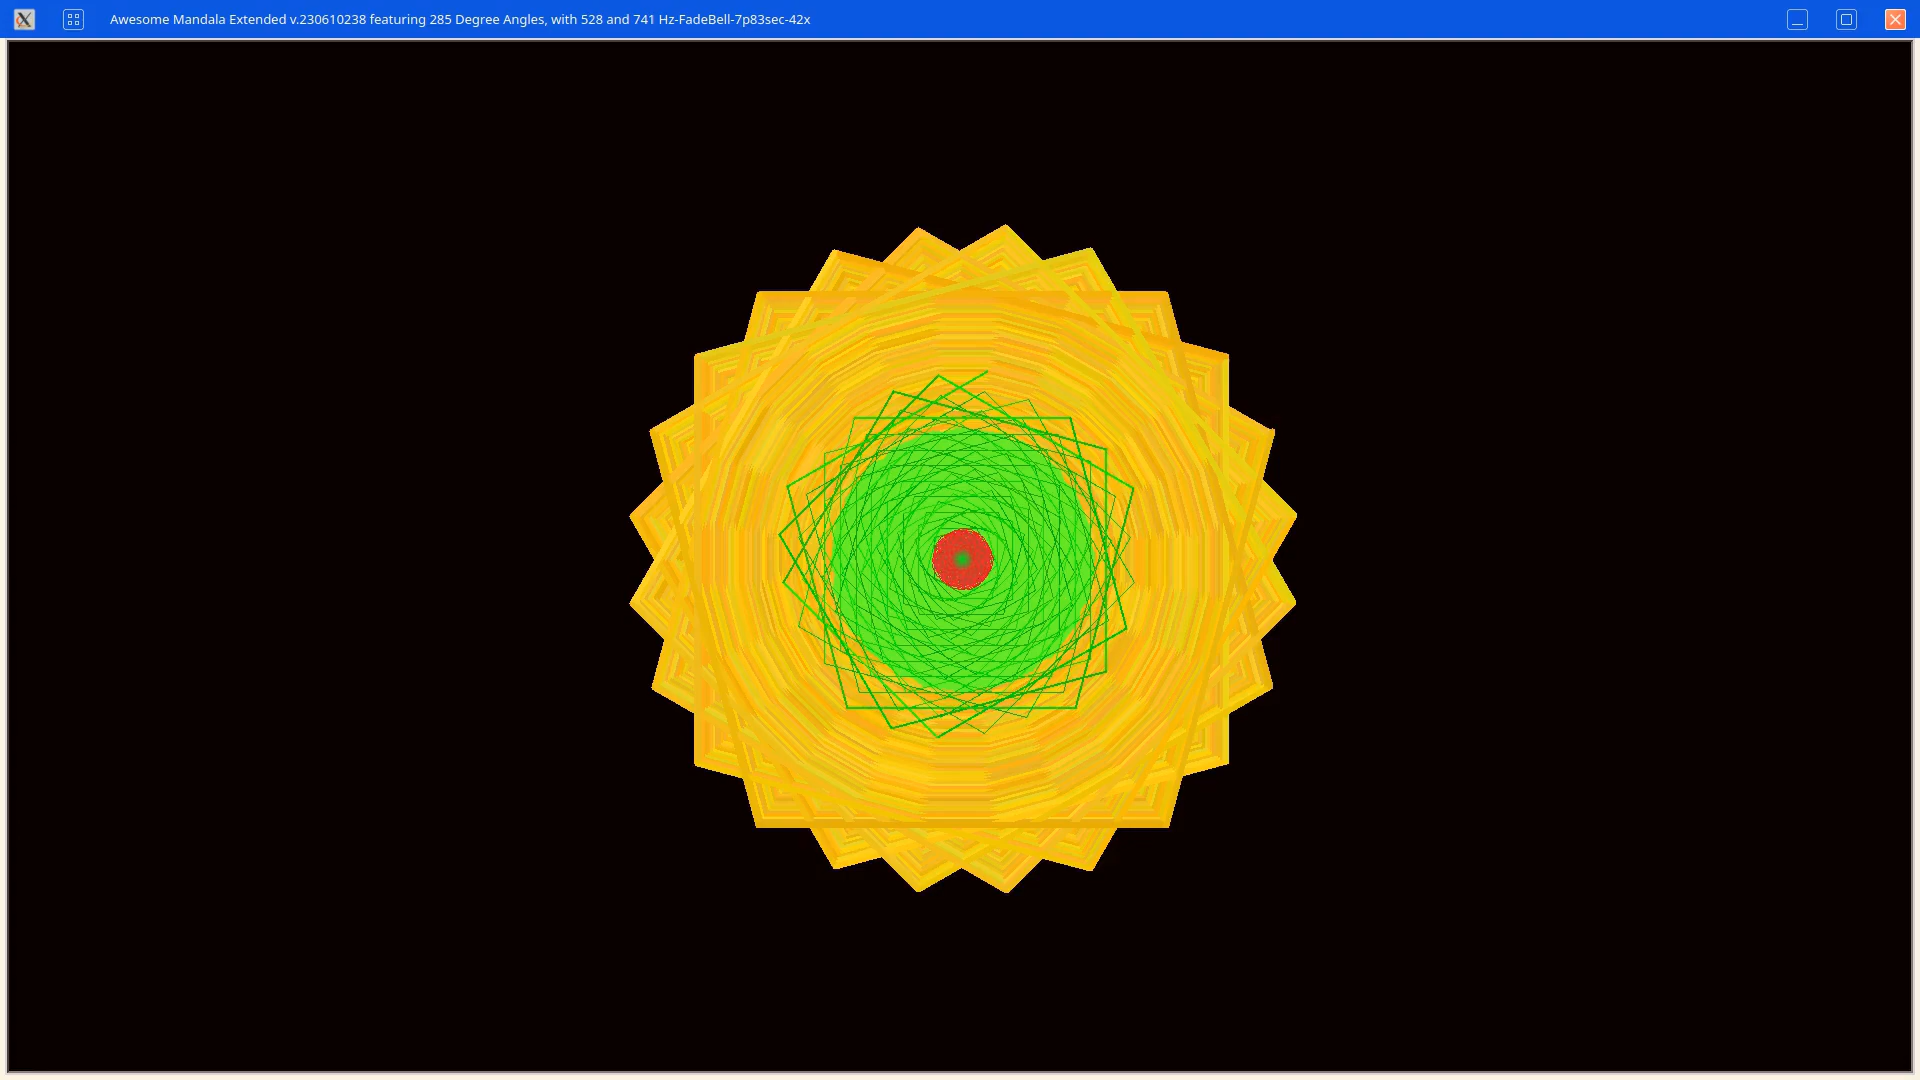 Awesome Mandala Extended v.230610238 featuring 285 Degree Angles, with 528 and 741 Hz-FadeBell-7p83sec-42x